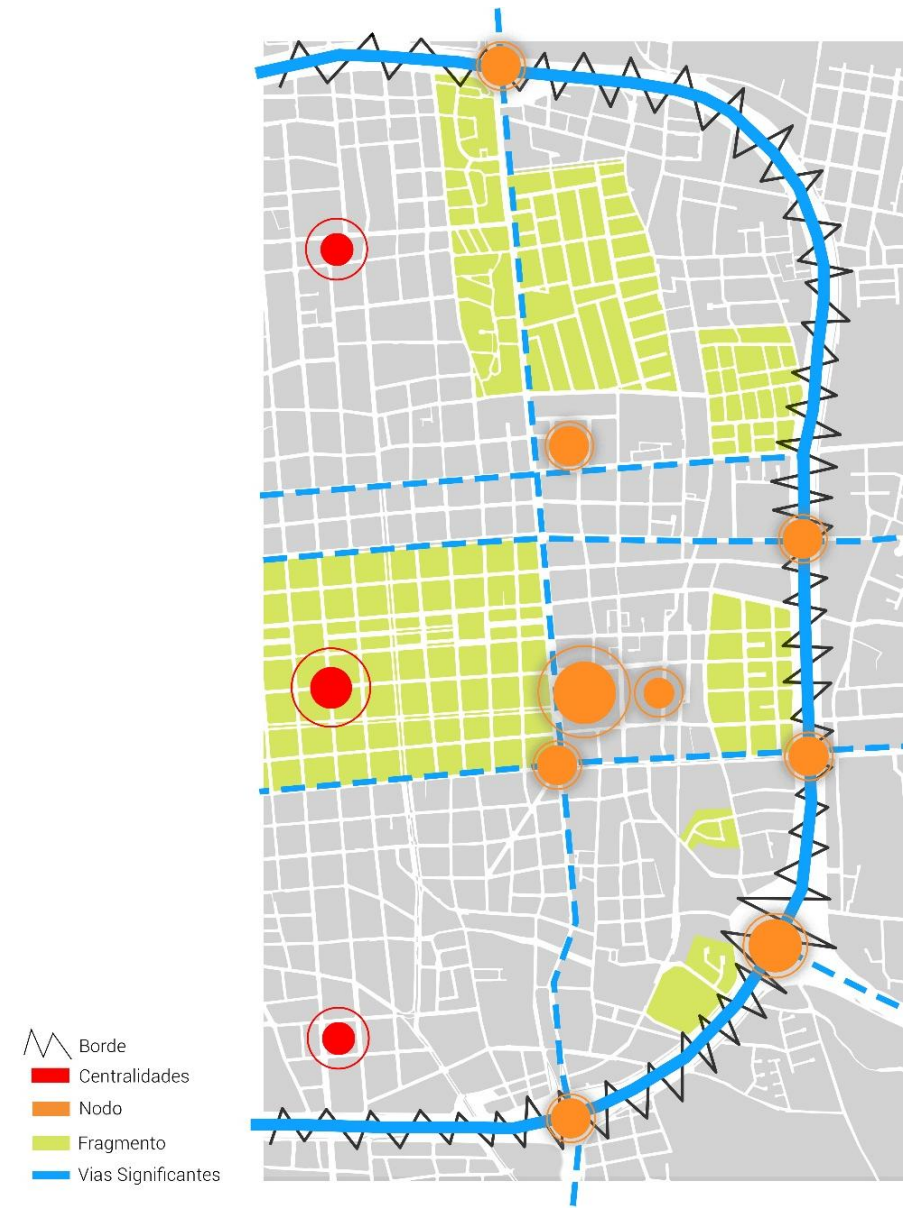 Borde
Centralidades
Nodo
Fragmento
Vias Significantes